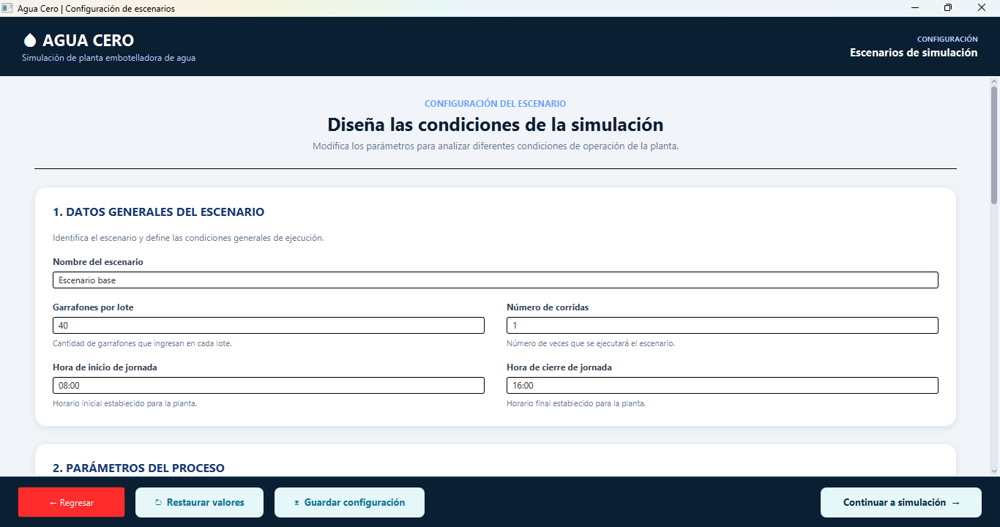 Agua Cero | Configuración de escenarios
AGUA CERO
Simulación de planta embotelladora de agua
CONFIGURACIÓN
Escenarios de simulación
CONFIGURACIÓN DEL ESCENARIO
Diseña las condiciones de la simulación
Modifica los parámetros para analizar diferentes condiciones de operación de la planta.
1. DATOS GENERALES DEL ESCENARIO
Identifica el escenario y define las condiciones generales de ejecución.
Nombre del escenario
Escenario base
Garrafones por lote
Número de corridas
40
1
Cantidad de garrafones que ingresan en cada lote.
Número de veces que se ejecutará el escenario.
Hora de inicio de jornada
Hora de cierre de jornada
08:00
16:00
Horario inicial establecido para la planta.
Horario final establecido para la planta.
2. PARÁMETROS DEL PROCESO
← Regresar
Restaurar valores
Guardar configuración
Continuar a simulación →